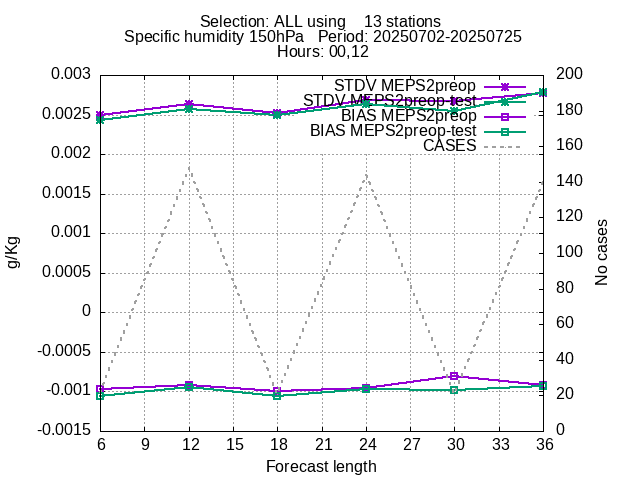 Selection: ALL using    13 stations
Specific humidity 150hPa   Period: 20250702-20250725
Hours: 00,12
0.003
0.0025
0.002
0.0015
0.001
0.0005
0
-0.0005
-0.001
-0.0015
g/Kg
STDV MEPS2preop
STDV MEPS2preop-test
BIAS MEPS2preop
BIAS MEPS2preop-test
CASES
200
180
160
140
120
100
80
60
40
20
0
No cases
6 9 12 15 18 21 24 27 30 33 36
Forecast length